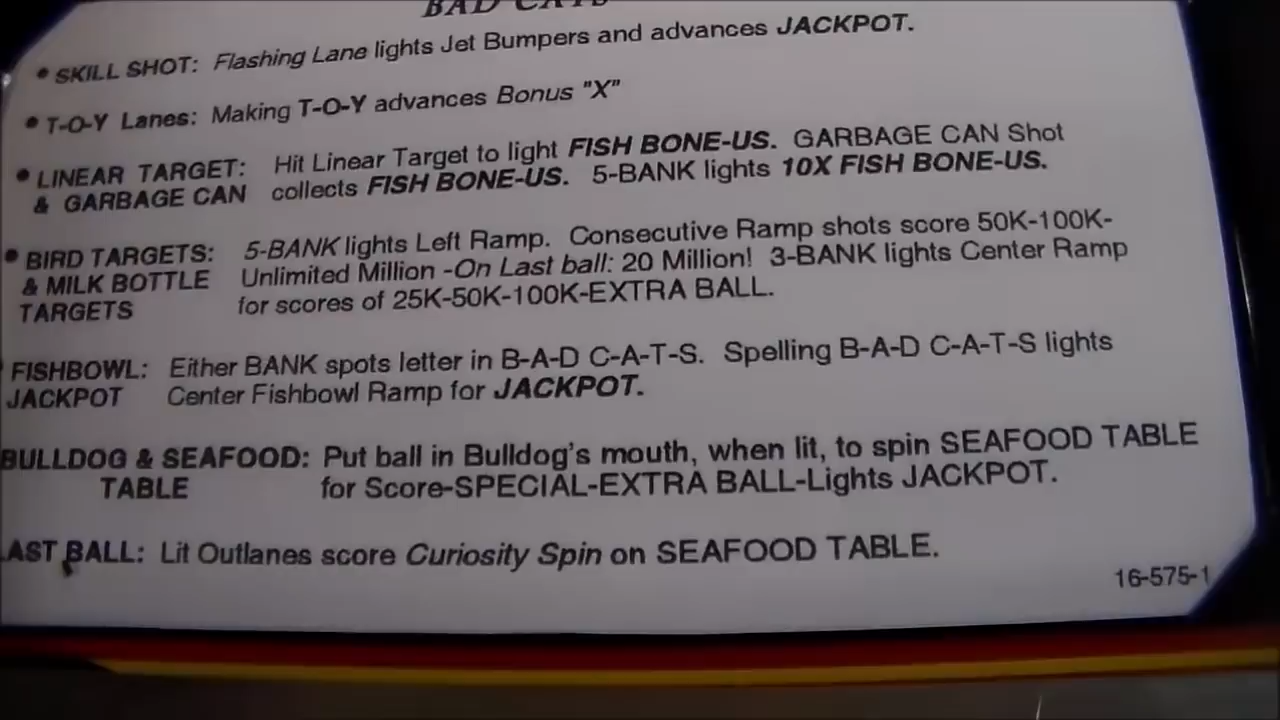 BAD CATS
• SKILL SHOT: Flashing Lane lights Jet Bumpers and advances JACKPOT.
• T-O-Y Lanes: Making T-O-Y advances Bonus "X"
• LINEAR TARGET: Hit Linear Target to light FISH BONE-US. GARBAGE CAN Shot
& GARBAGE CAN collects FISH BONE-US. 5-BANK lights 10X FISH BONE-US.
• BIRD TARGETS: 5-BANK lights Left Ramp. Consecutive Ramp shots score 50K-100K-
& MILK BOTTLE Unlimited Million -On Last ball: 20 Million! 3-BANK lights Center Ramp
TARGETS for scores of 25K-50K-100K-EXTRA BALL.
FISHBOWL: Either BANK spots letter in B-A-D C-A-T-S. Spelling B-A-D C-A-T-S lights
JACKPOT Center Fishbowl Ramp for JACKPOT.
BULLDOG & SEAFOOD: Put ball in Bulldog's mouth, when lit, to spin SEAFOOD TABLE
TABLE for Score-SPECIAL-EXTRA BALL-Lights JACKPOT.
LAST BALL: Lit Outlanes score Curiosity Spin on SEAFOOD TABLE.
16-575-1